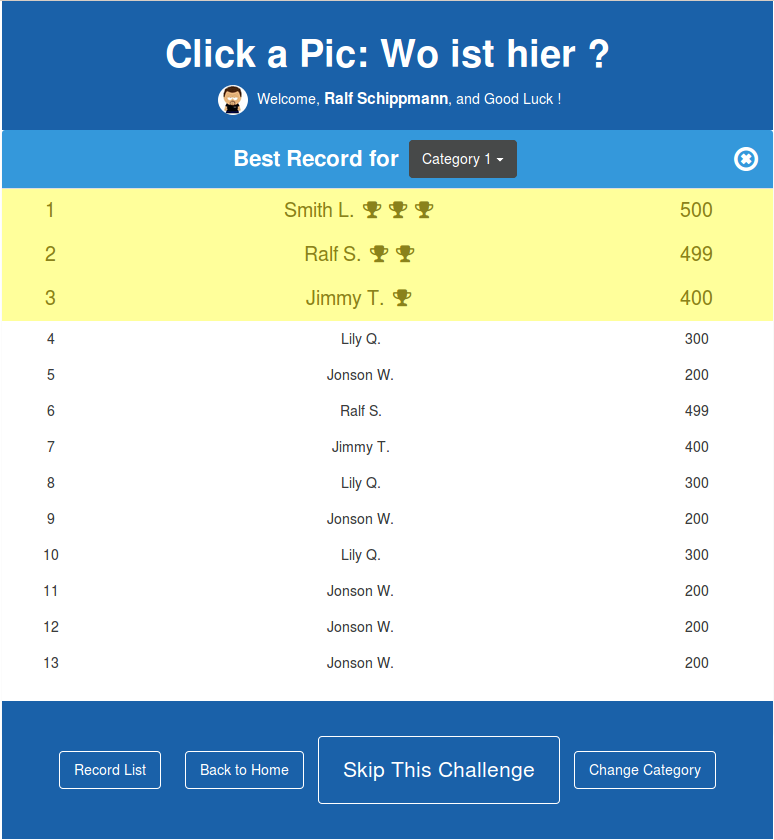 Click a Pic: Wo ist hier ?
Welcome, Ralf Schippmann, and Good Luck !
Best Record for Category 1
1 Smith L. 500
2 Ralf S. 499
3 Jimmy T. 400
4 Lily Q. 300
5 Jonson W. 200
6 Ralf S. 499
7 Jimmy T. 400
8 Lily Q. 300
9 Jonson W. 200
10 Lily Q. 300
11 Jonson W. 200
12 Jonson W. 200
13 Jonson W. 200
Record List Back to Home Skip This Challenge Change Category